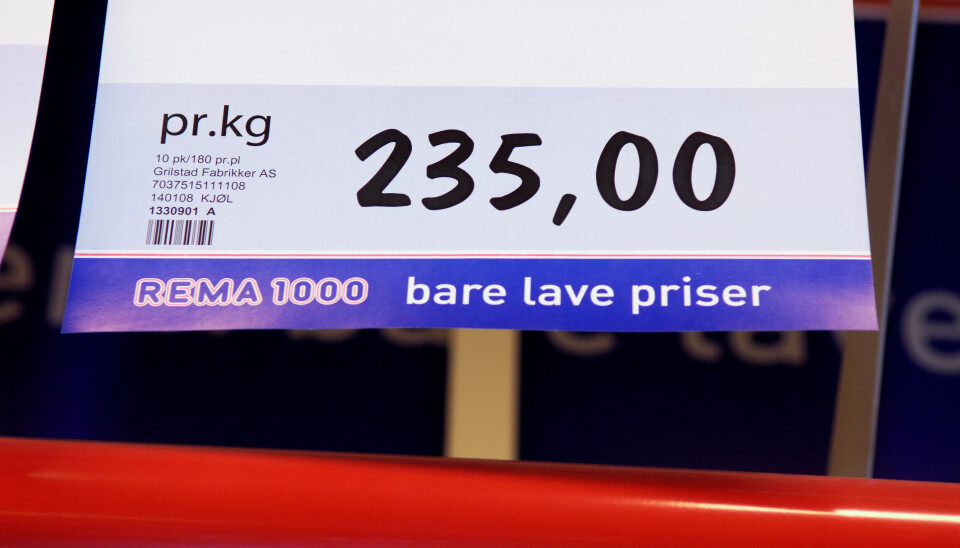 pr.kg
235,00
10 pk/180 pr.pl
Grilstad Fabrikker AS
7037515111108
140108 KJØL
1330901 A
REMA 1000 bare lave priser